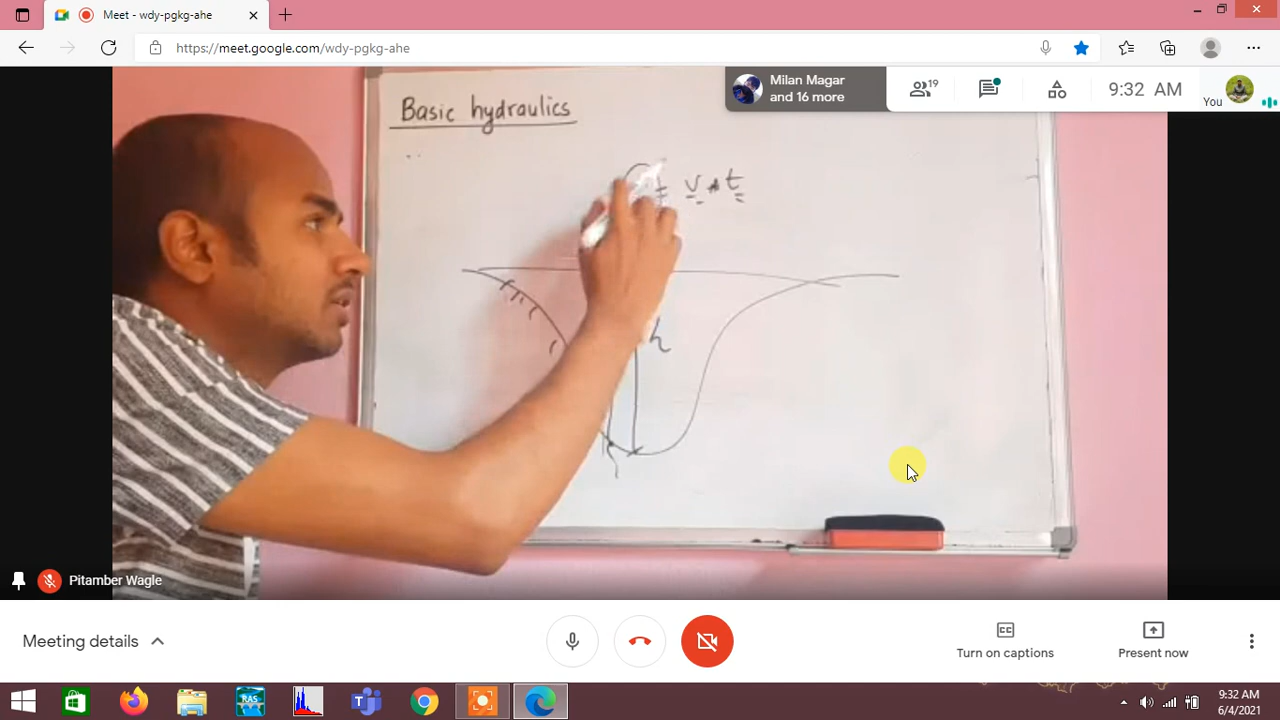 Meet - wdy-pgkg-ahe
https://meet.google.com/wdy-pgkg-ahe
Milan Magar
and 16 more
19
9:32 AM
You
Basic hydraulics
= v * t
h
Pitamber Wagle
Meeting details
CC
Turn on captions
Present now
RAS
9:32 AM
6/4/2021